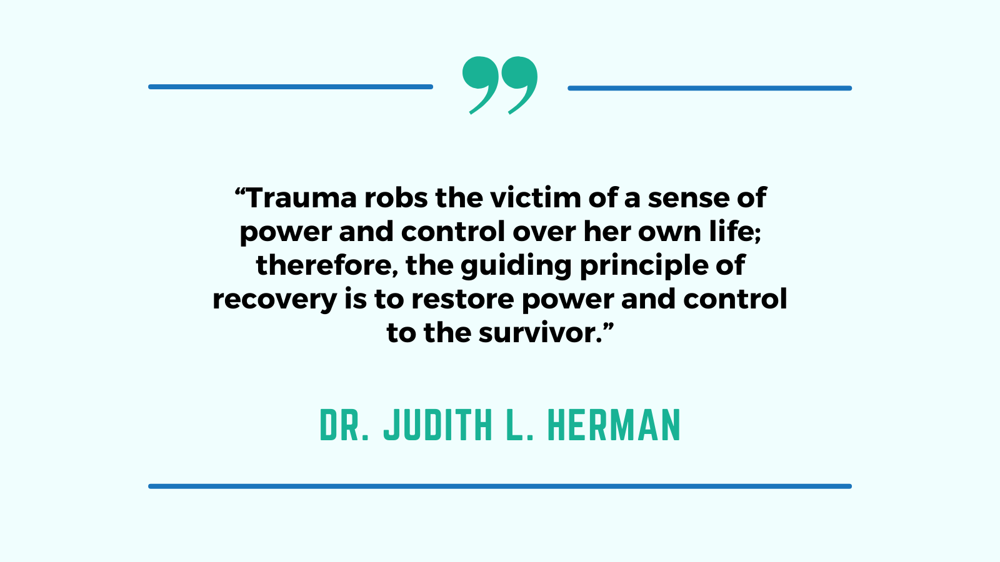 “Trauma robs the victim of a sense of
power and control over her own life;
therefore, the guiding principle of
recovery is to restore power and control
to the survivor.”
DR. JUDITH L. HERMAN